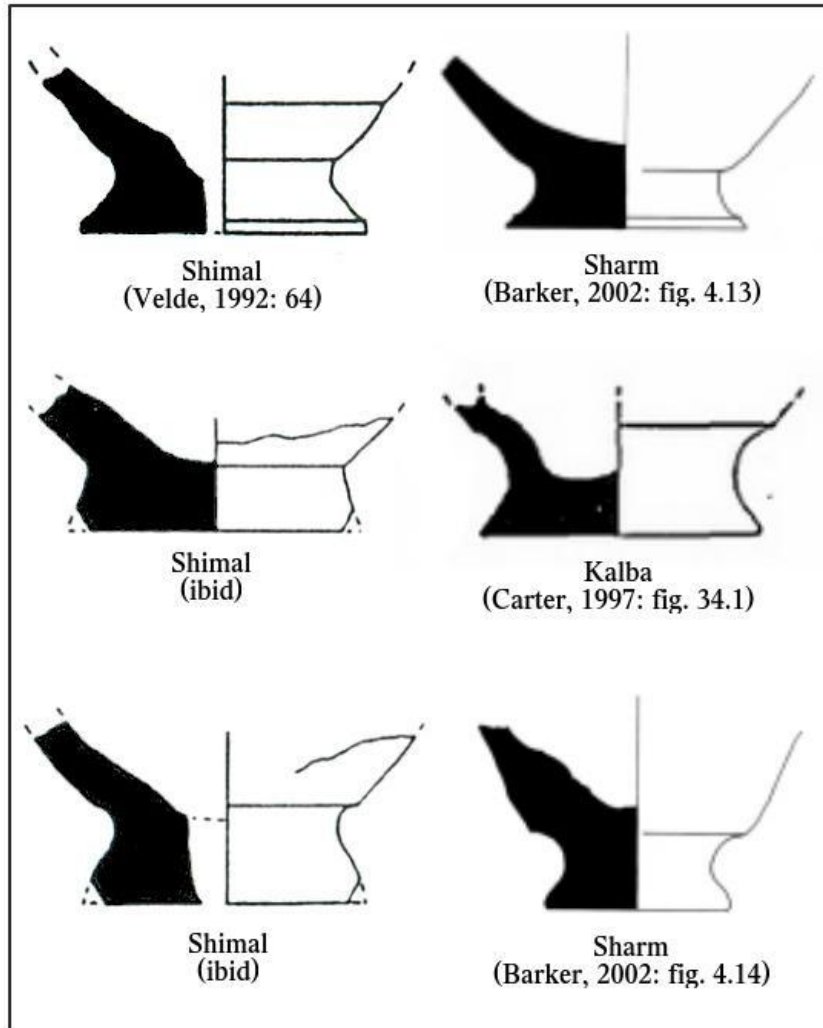 Shimal
(Velde, 1992: 64)
Sharm
(Barker, 2002: fig. 4.13)
Shimal
(ibid)
Kalba
(Carter, 1997: fig. 34.1)
Shimal
(ibid)
Sharm
(Barker, 2002: fig. 4.14)